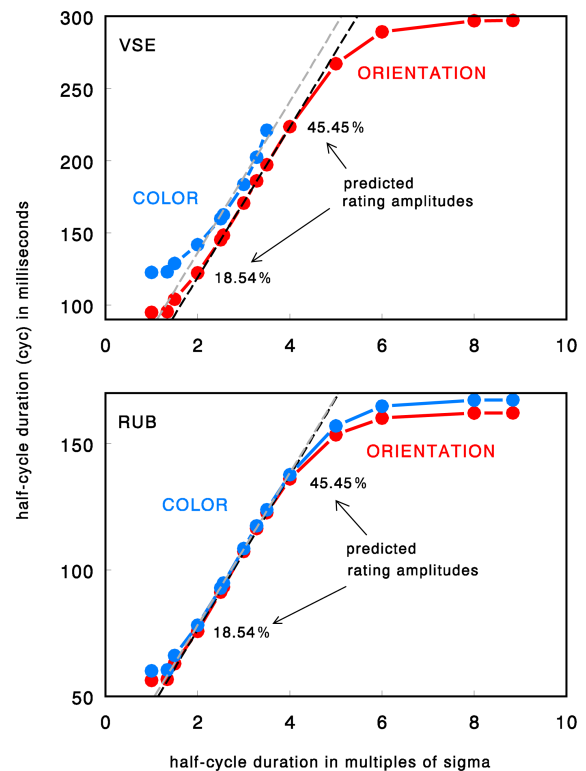 300
VSE
ORIENTATION
250
45.45%
200
predicted
COLOR
rating amplitudes
150
18.54%
100
0 2 4 6 8 10
half-cycle duration (cyc) in milliseconds
RUB
150
ORIENTATION
45.45%
COLOR
predicted
100
rating amplitudes
18.54%
50
0 2 4 6 8 10
half-cycle duration in multiples of sigma